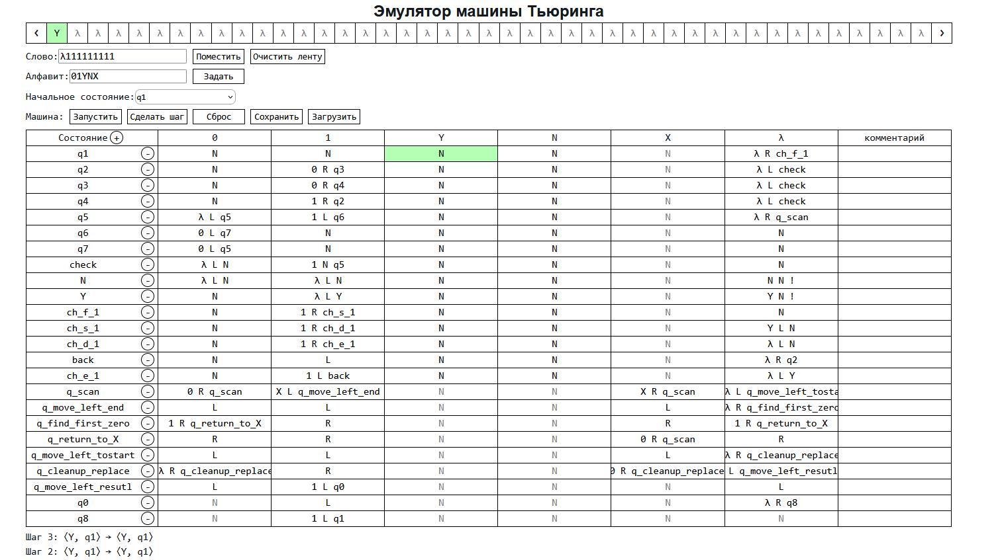 Эмулятор машины Тьюринга
< Y λ λ λ λ λ λ λ λ λ λ λ λ λ λ λ λ λ λ λ λ λ λ λ λ λ λ λ λ λ λ λ λ λ λ λ λ λ λ λ λ λ λ >
Слово: λ111111111 Поместить Очистить ленту
Алфавит: 01YNX Задать
Начальное состояние: q1
Машина: Запустить Сделать шаг Сброс Сохранить Загрузить
Состояние + 0 1 Y N X λ комментарий
q1 - N N N N N λ R ch_f_1
q2 - N 0 R q3 N N N λ L check
q3 - N 0 R q4 N N N λ L check
q4 - N 1 R q2 N N N λ L check
q5 - λ L q5 1 L q6 N N N λ R q_scan
q6 - 0 L q7 N N N N N
q7 - 0 L q5 N N N N N
check - λ L N 1 N q5 N N N N
N - λ L N λ L N N N N N N !
Y - N λ L Y N N N Y N !
ch_f_1 - N 1 R ch_s_1 N N N N
ch_s_1 - N 1 R ch_d_1 N N N Y L N
ch_d_1 - N 1 R ch_e_1 N N N λ L N
back - N L N N N λ R q2
ch_e_1 - N 1 L back N N N λ L Y
q_scan - 0 R q_scan X L q_move_left_end N N X R q_scan λ L q_move_left_tosta
q_move_left_end - L L N N L λ R q_find_first_zero
q_find_first_zero - 1 R q_return_to_X R N N R 1 R q_return_to_X
q_return_to_X - R R N N 0 R q_scan R
q_move_left_tostart - L L N N L λ R q_cleanup_replace
q_cleanup_replace - λ R q_cleanup_replace R N N 0 R q_cleanup_replace L q_move_left_resutl
q_move_left_resutl - L 1 L q0 N N N L
q0 - N L N N N λ R q8
q8 - N 1 L q1 N N N N
Шаг 3: ⟨Y, q1⟩ → ⟨Y, q1⟩
Шаг 2: ⟨Y, q1⟩ → ⟨Y, q1⟩